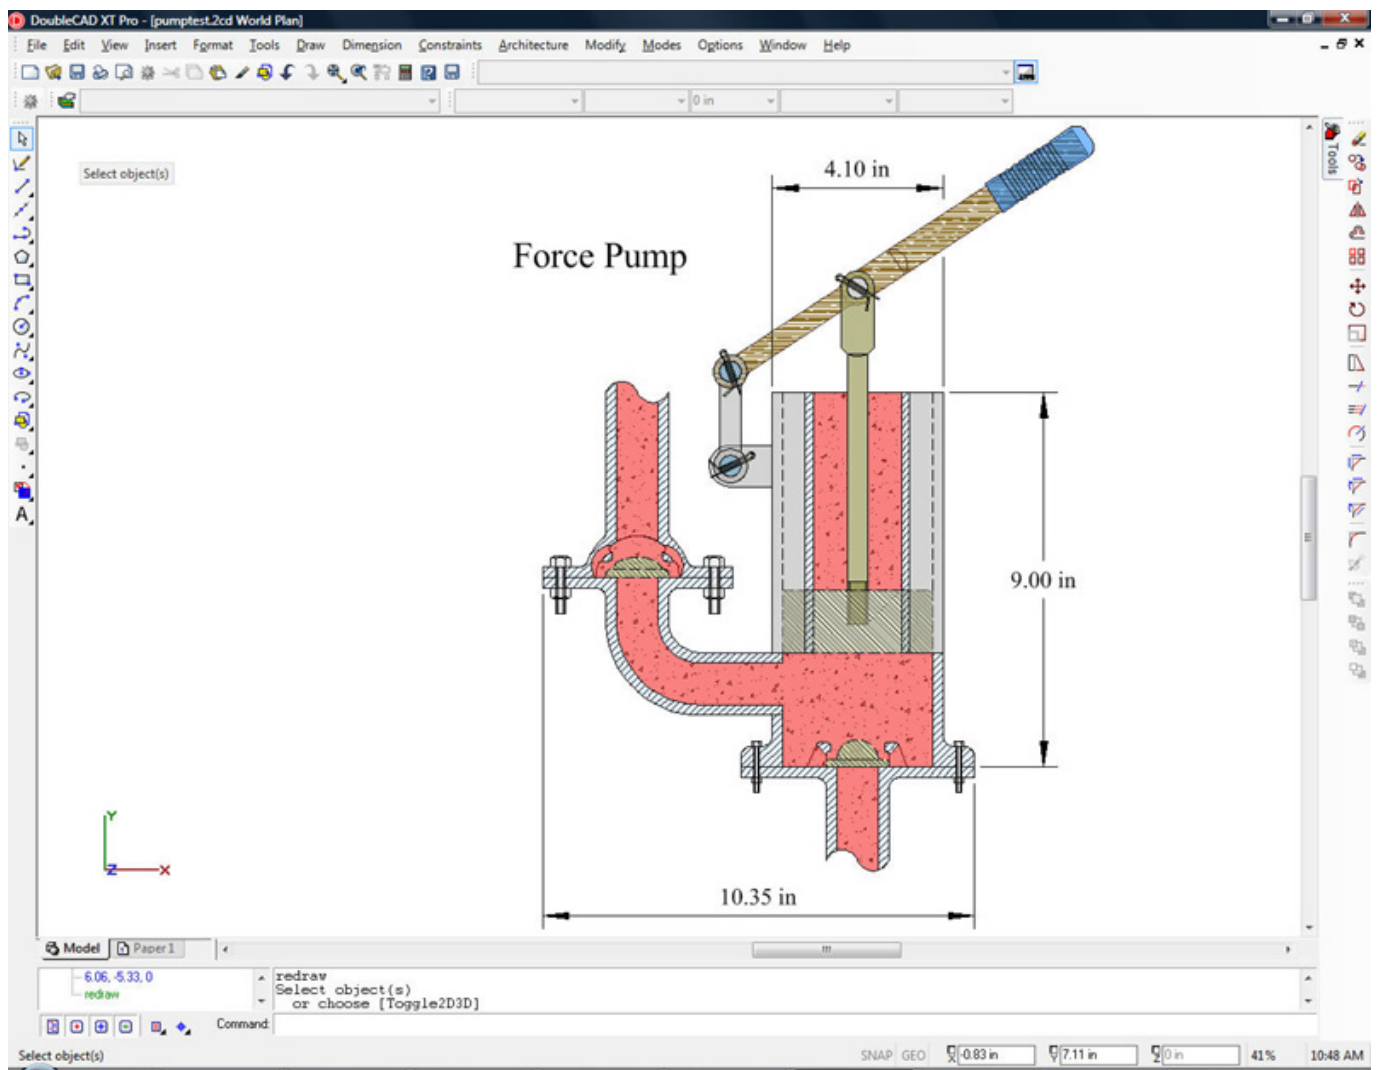 DoubleCAD XT Pro - [pumptest.2cd World Plan]
File Edit View Insert Format Tools Draw Dimension Constraints Architecture Modify Modes Options Window Help
0 in
Select object(s)
Tools
4.10 in
Force Pump
9.00 in
10.35 in
Y
Z X
Model Paper 1
6.06, -5.33, 0
redraw
redraw
Select object(s)
or choose [Toggle2D3D]
Command:
Select object(s) SNAP GEO X -0.83 in Y 7.11 in Z 0 in 41% 10:48 AM